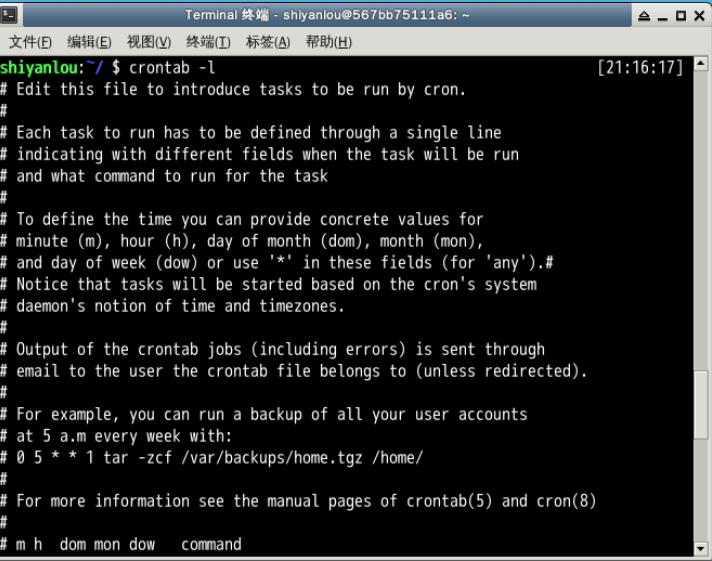 Terminal 终端 - shiyanlou@567bb75111a6: ~
文件(F) 编辑(E) 视图(V) 终端(T) 标签(A) 帮助(H)
shiyanlou:~/ $ crontab -l [21:16:17]
# Edit this file to introduce tasks to be run by cron.
#
# Each task to run has to be defined through a single line
# indicating with different fields when the task will be run
# and what command to run for the task
#
# To define the time you can provide concrete values for
# minute (m), hour (h), day of month (dom), month (mon),
# and day of week (dow) or use '*' in these fields (for 'any').#
# Notice that tasks will be started based on the cron's system
# daemon's notion of time and timezones.
#
# Output of the crontab jobs (including errors) is sent through
# email to the user the crontab file belongs to (unless redirected).
#
# For example, you can run a backup of all your user accounts
# at 5 a.m every week with:
# 0 5 * * 1 tar -zcf /var/backups/home.tgz /home/
#
# For more information see the manual pages of crontab(5) and cron(8)
#
# m h  dom mon dow   command